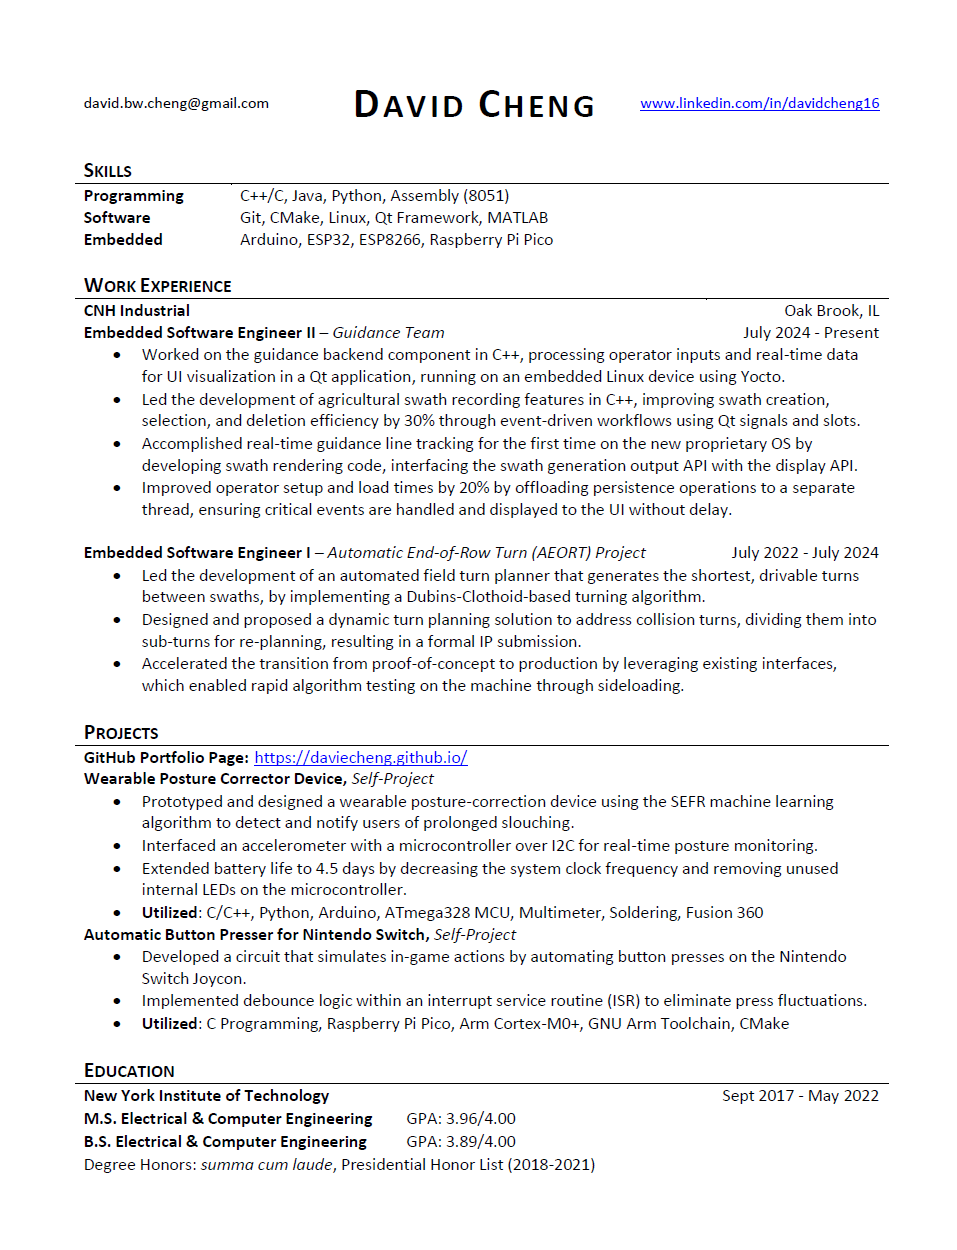 david.bw.cheng@gmail.com DAVID CHENG www.linkedin.com/in/davidcheng16
SKILLS
Programming C++/C, Java, Python, Assembly (8051)
Software Git, CMake, Linux, Qt Framework, MATLAB
Embedded Arduino, ESP32, ESP8266, Raspberry Pi Pico
WORK EXPERIENCE
CNH Industrial Oak Brook, IL
Embedded Software Engineer II – Guidance Team July 2024 - Present
• Worked on the guidance backend component in C++, processing operator inputs and real-time data
for UI visualization in a Qt application, running on an embedded Linux device using Yocto.
• Led the development of agricultural swath recording features in C++, improving swath creation,
selection, and deletion efficiency by 30% through event-driven workflows using Qt signals and slots.
• Accomplished real-time guidance line tracking for the first time on the new proprietary OS by
developing swath rendering code, interfacing the swath generation output API with the display API.
• Improved operator setup and load times by 20% by offloading persistence operations to a separate
thread, ensuring critical events are handled and displayed to the UI without delay.
Embedded Software Engineer I – Automatic End-of-Row Turn (AEORT) Project July 2022 - July 2024
• Led the development of an automated field turn planner that generates the shortest, drivable turns
between swaths, by implementing a Dubins-Clothoid-based turning algorithm.
• Designed and proposed a dynamic turn planning solution to address collision turns, dividing them into
sub-turns for re-planning, resulting in a formal IP submission.
• Accelerated the transition from proof-of-concept to production by leveraging existing interfaces,
which enabled rapid algorithm testing on the machine through sideloading.
PROJECTS
GitHub Portfolio Page: https://daviecheng.github.io/
Wearable Posture Corrector Device, Self-Project
• Prototyped and designed a wearable posture-correction device using the SEFR machine learning
algorithm to detect and notify users of prolonged slouching.
• Interfaced an accelerometer with a microcontroller over I2C for real-time posture monitoring.
• Extended battery life to 4.5 days by decreasing the system clock frequency and removing unused
internal LEDs on the microcontroller.
• Utilized: C/C++, Python, Arduino, ATmega328 MCU, Multimeter, Soldering, Fusion 360
Automatic Button Presser for Nintendo Switch, Self-Project
• Developed a circuit that simulates in-game actions by automating button presses on the Nintendo
Switch Joycon.
• Implemented debounce logic within an interrupt service routine (ISR) to eliminate press fluctuations.
• Utilized: C Programming, Raspberry Pi Pico, Arm Cortex-M0+, GNU Arm Toolchain, CMake
EDUCATION
New York Institute of Technology Sept 2017 - May 2022
M.S. Electrical & Computer Engineering GPA: 3.96/4.00
B.S. Electrical & Computer Engineering GPA: 3.89/4.00
Degree Honors: summa cum laude, Presidential Honor List (2018-2021)